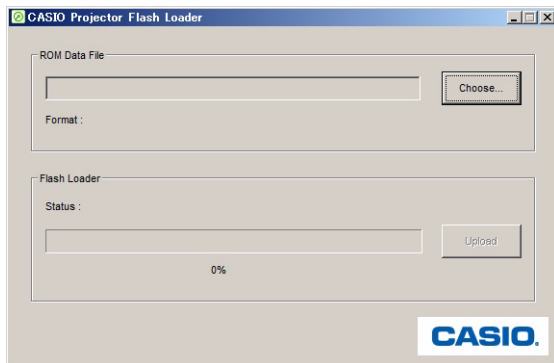 CASIO Projector Flash Loader
ROM Data File
Choose...
Format :
Flash Loader
Status :
Upload
0%
CASIO.